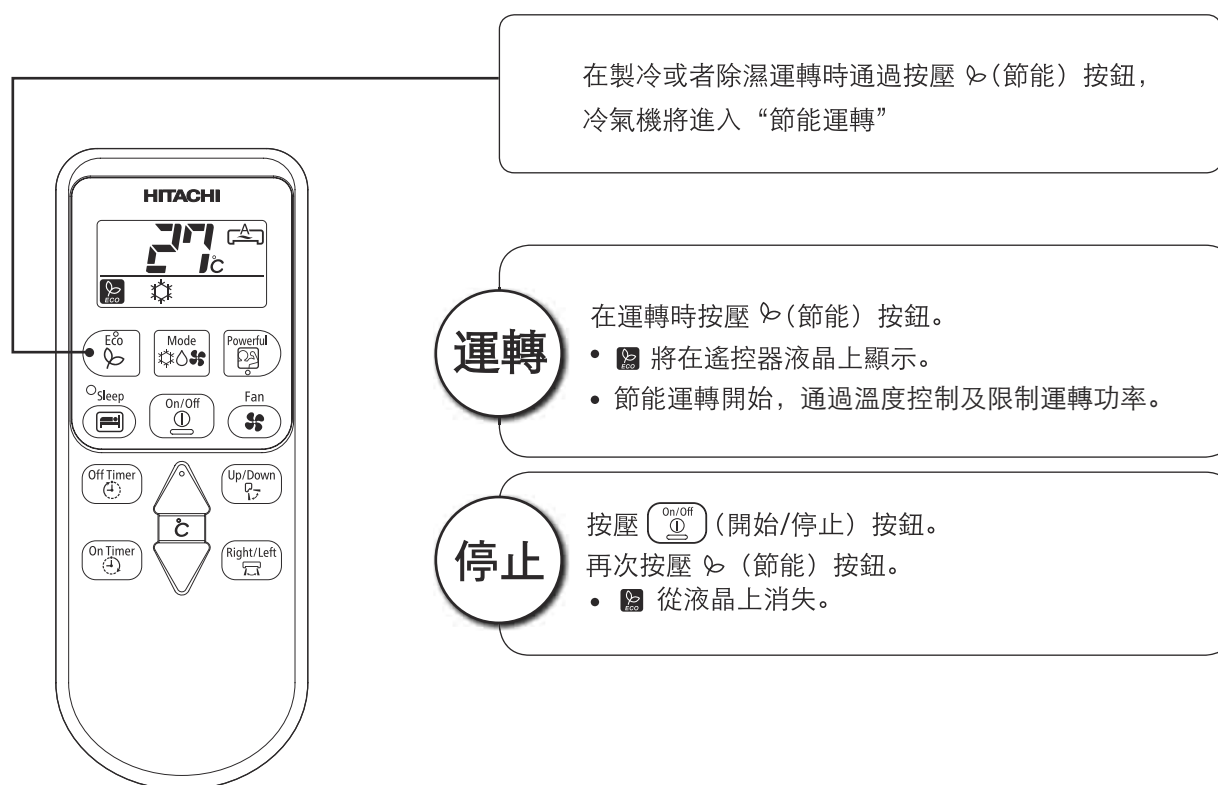 在製冷或者除濕運轉時通過按壓 (節能) 按鈕，
冷氣機將進入“節能運轉”
HITACHI
27℃
A
ECO
Eco
Mode
Powerful
Sleep
On/Off
Fan
Off Timer
Up/Down
℃
On Timer
Right/Left
運轉
在運轉時按壓 (節能) 按鈕。
• ECO 將在遙控器液晶上顯示。
• 節能運轉開始，通過溫度控制及限制運轉功率。
停止
按壓 On/Off (開始/停止) 按鈕。
再次按壓 (節能) 按鈕。
• ECO 從液晶上消失。